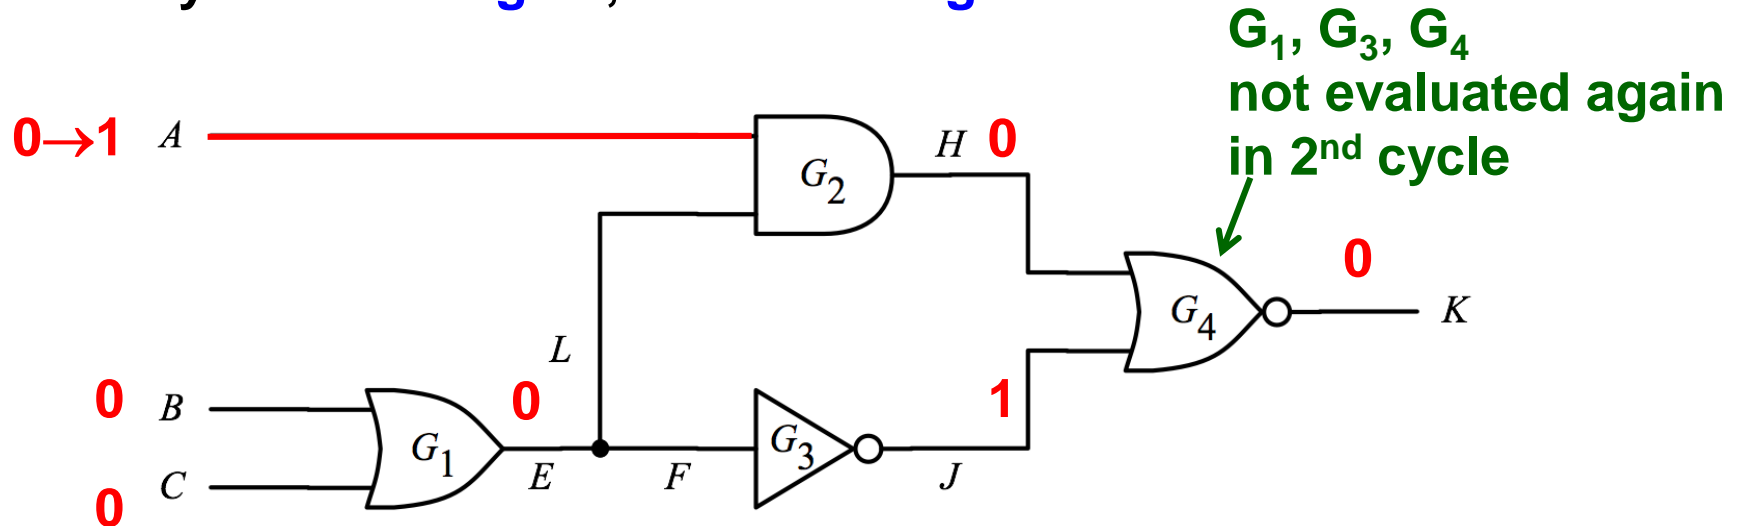 G1, G3, G4
not evaluated again
in 2nd cycle
0→1 A
G2
H 0
0
G4
K
L
0 B
0
1
G1
G3
C
E
F
J
0